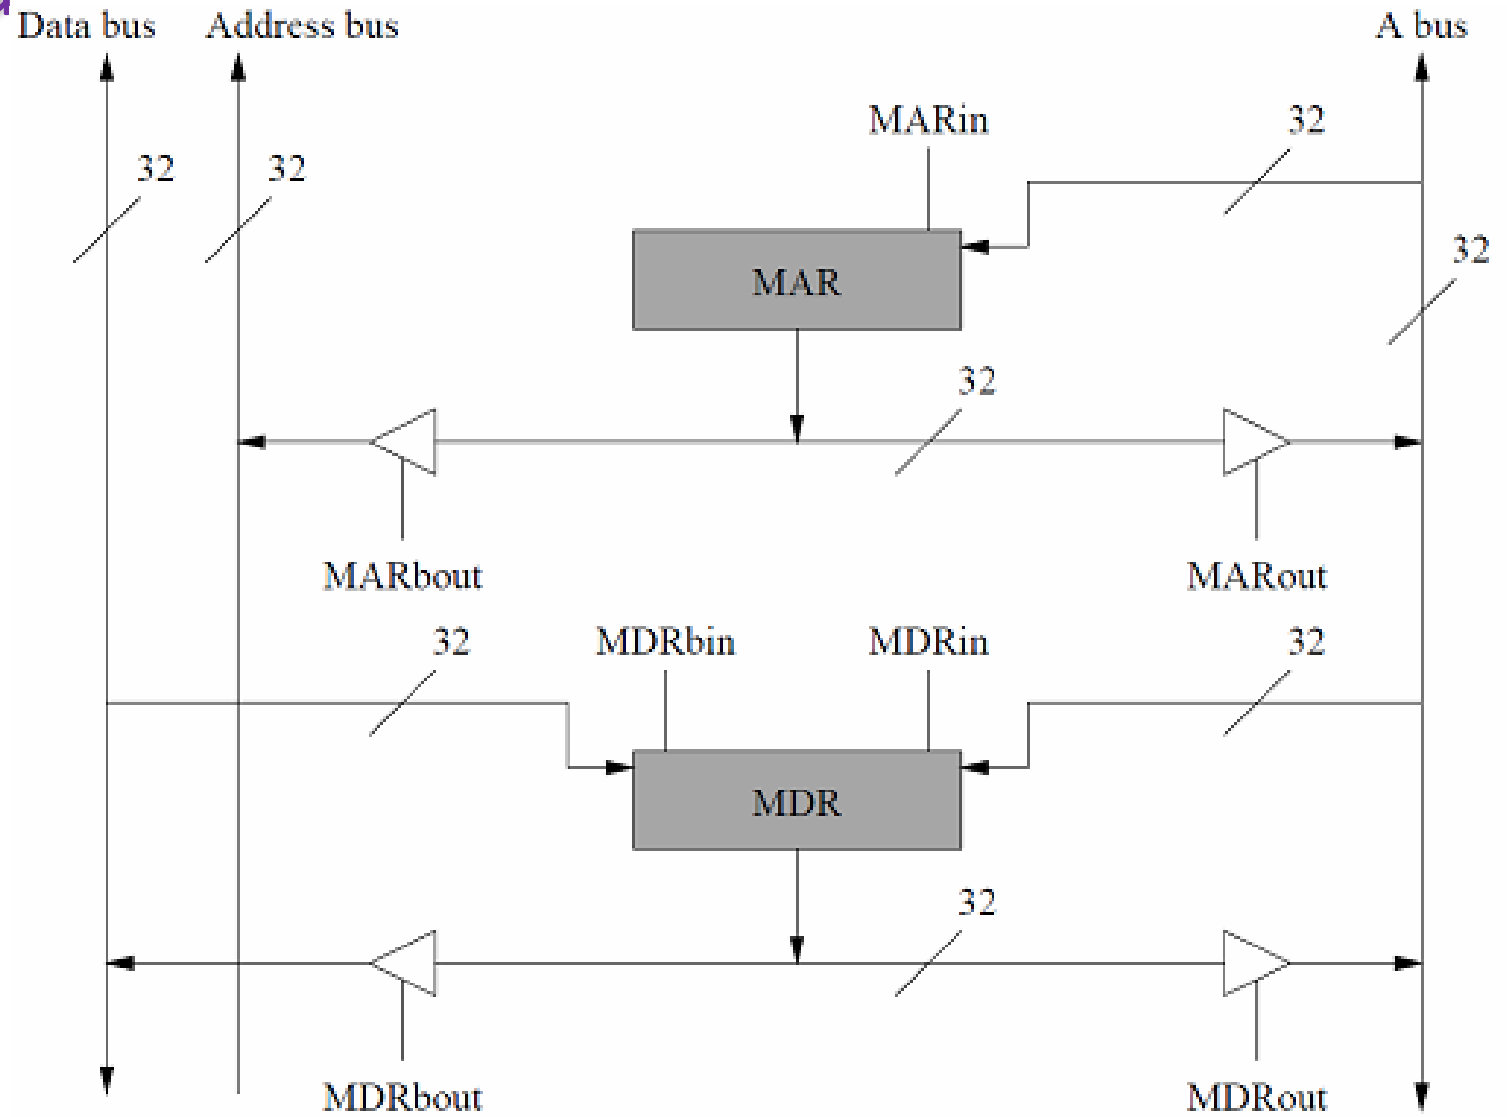 Data bus Address bus A bus
MARin 32
32 32
32
MAR
32
MARbout MARout
32 MDRbin MDRin 32
MDR
32
MDRbout MDRout